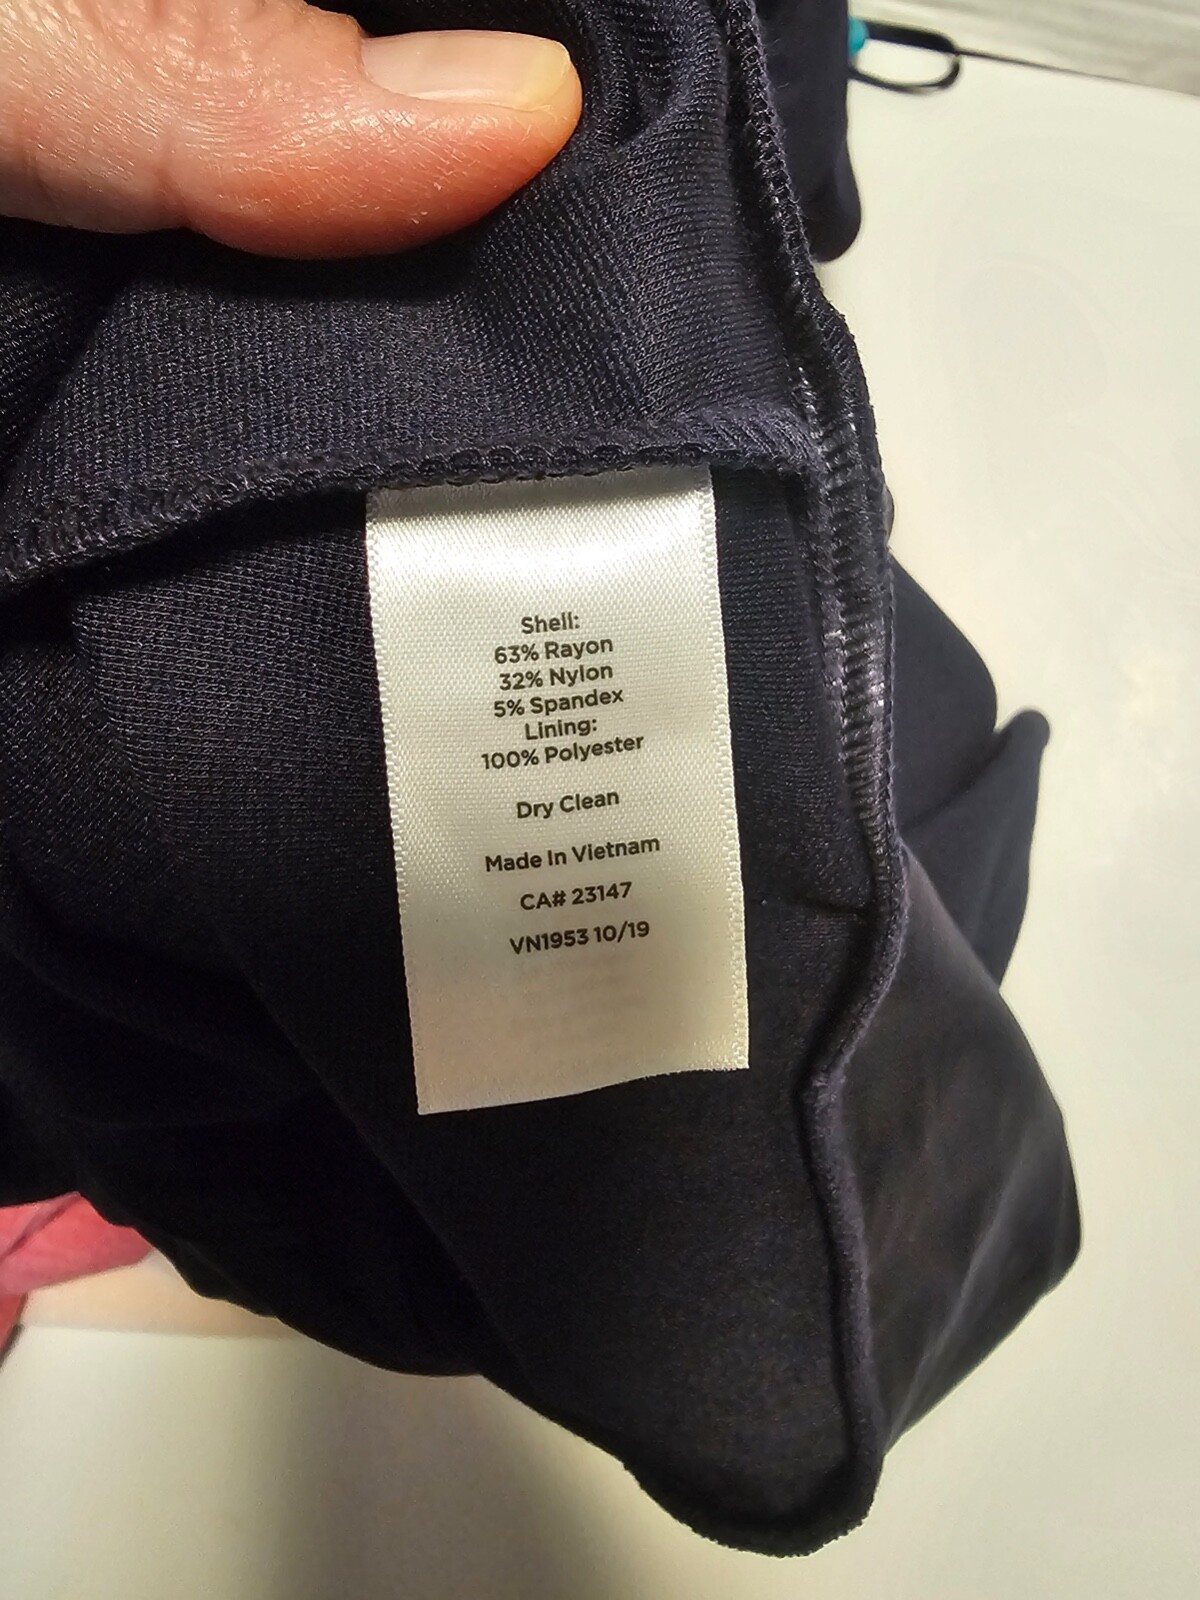 Shell:
63% Rayon
32% Nylon
5% Spandex
Lining:
100% Polyester
Dry Clean
Made In Vietnam
CA# 23147
VN1953 10/19